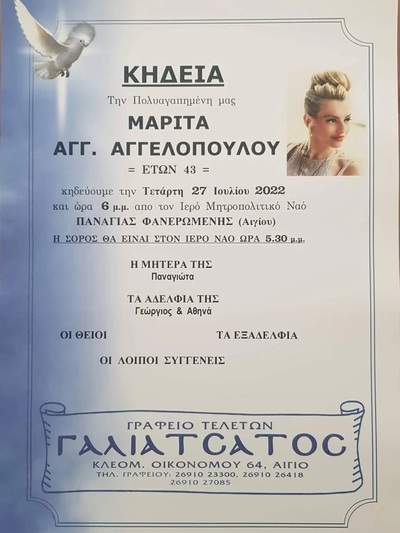 ΚΗΔΕΙΑ
Την Πολυαγαπημένη μας
ΜΑΡΙΤΑ
ΑΓΓ. ΑΓΓΕΛΟΠΟΥΛΟΥ
= ΕΤΩΝ 43 =
κηδεύουμε την Τετάρτη 27 Ιουλίου 2022
και ώρα 6 μ.μ. απο τον Ιερό Μητροπολιτικό Ναό
ΠΑΝΑΓΙΑΣ ΦΑΝΕΡΩΜΕΝΗΣ (Αιγίου)
Η ΣΟΡΟΣ ΘΑ ΕΙΝΑΙ ΣΤΟΝ ΙΕΡΟ ΝΑΟ ΩΡΑ 5.30 μ.μ.
Η ΜΗΤΕΡΑ ΤΗΣ
Παναγιώτα
ΤΑ ΑΔΕΛΦΙΑ ΤΗΣ
Γεώργιος & Αθηνά
ΟΙ ΘΕΙΟΙ ΤΑ ΕΞΑΔΕΛΦΙΑ
ΟΙ ΛΟΙΠΟΙ ΣΥΓΓΕΝΕΙΣ
ΓΡΑΦΕΙΟ ΤΕΛΕΤΩΝ
ΓΑΛΙΑΤΣΑΤΟΣ
ΚΛΕΟΜ. ΟΙΚΟΝΟΜΟΥ 64, ΑΙΓΙΟ
ΤΗΛ. ΓΡΑΦΕΙΟΥ: 26910 23300, 26910 26418
26910 27085